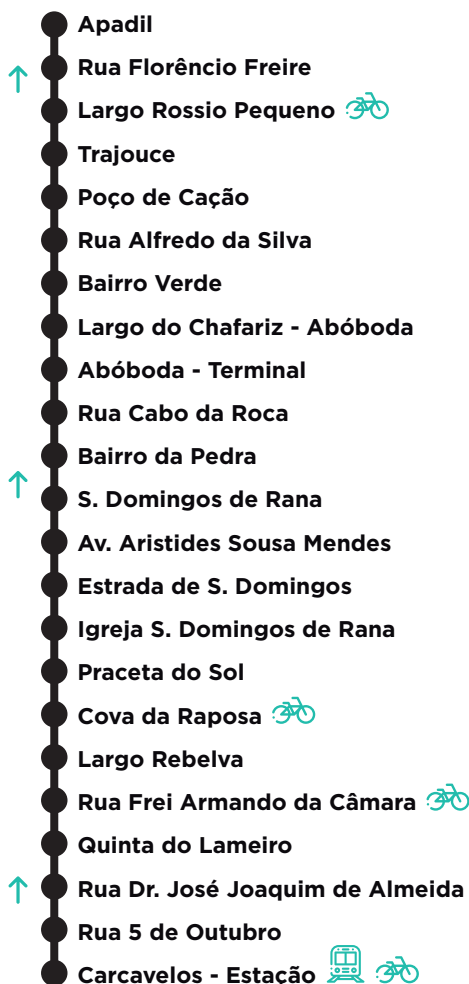 Apadil
Rua Florêncio Freire
Largo Rossio Pequeno
Trajouce
Poço de Cação
Rua Alfredo da Silva
Bairro Verde
Largo do Chafariz - Abóboda
Abóboda - Terminal
Rua Cabo da Roca
Bairro da Pedra
S. Domingos de Rana
Av. Aristides Sousa Mendes
Estrada de S. Domingos
Igreja S. Domingos de Rana
Praceta do Sol
Cova da Raposa
Largo Rebelva
Rua Frei Armando da Câmara
Quinta do Lameiro
Rua Dr. José Joaquim de Almeida
Rua 5 de Outubro
Carcavelos - Estação